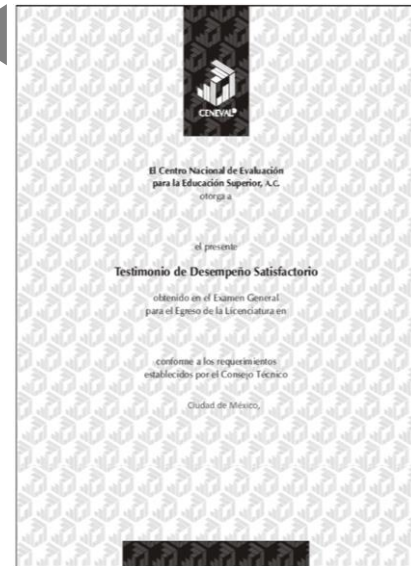 CENEVAL®
El Centro Nacional de Evaluación
para la Educación Superior, A.C.
otorga a
el presente
Testimonio de Desempeño Satisfactorio
obtenido en el Examen General
para el Egreso de la Licenciatura en
conforme a los requerimientos
establecidos por el Consejo Técnico
Ciudad de México,